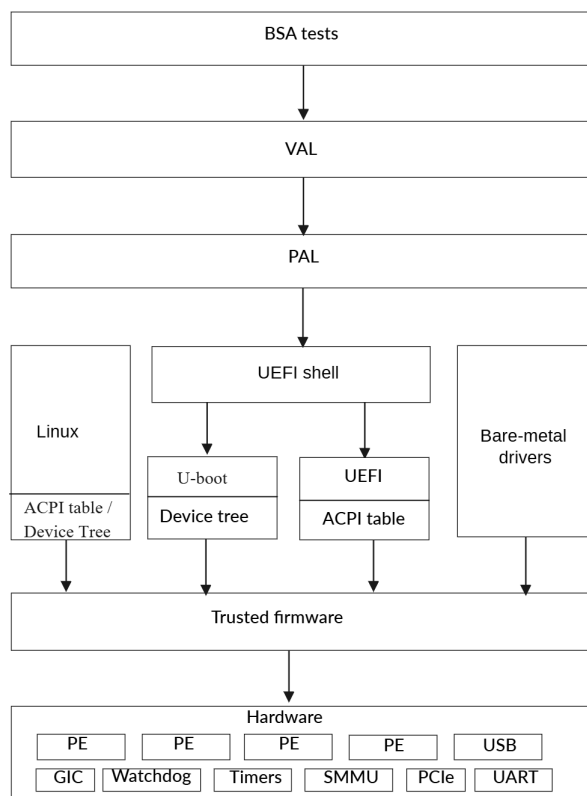 BSA tests
VAL
PAL
UEFI shell
Linux
ACPI table /
Device Tree
U-boot
Device tree
UEFI
ACPI table
Bare-metal
drivers
Trusted firmware
Hardware
PE
PE
PE
PE
USB
GIC
Watchdog
Timers
SMMU
PCIe
UART